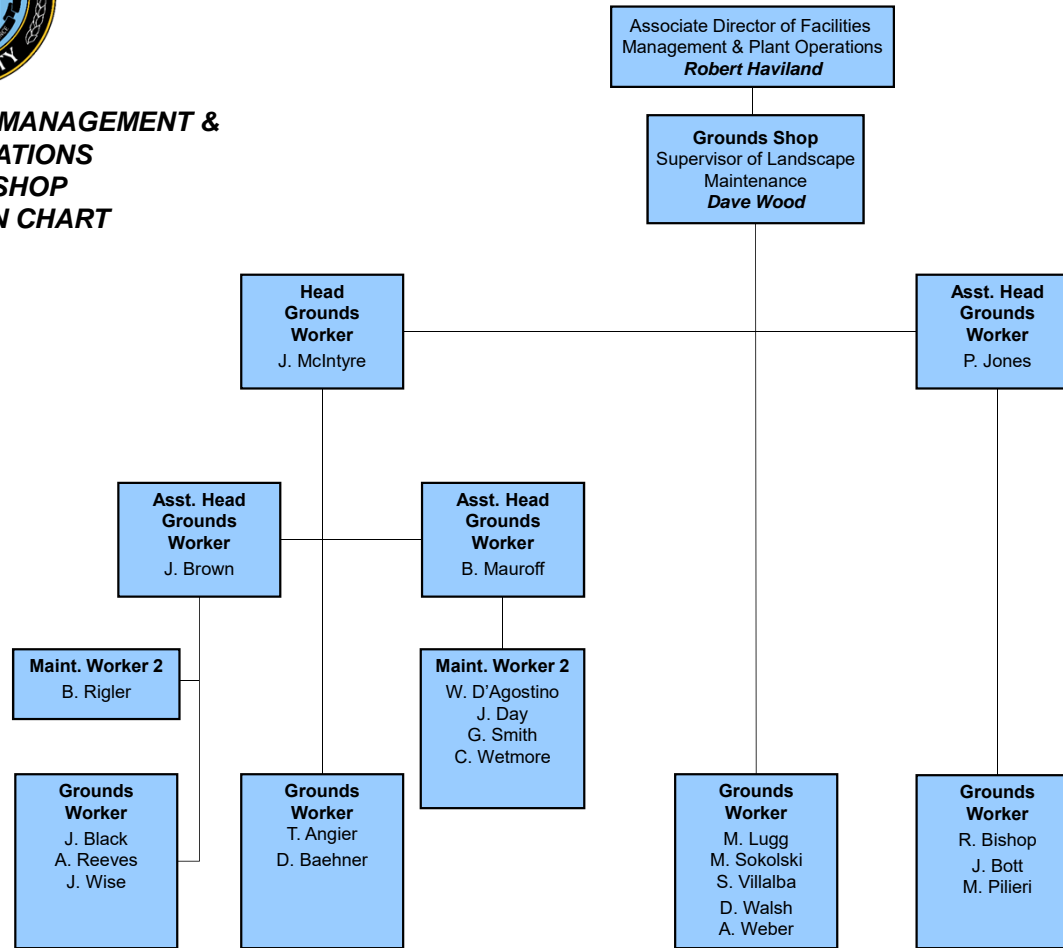 Associate Director of Facilities
Management & Plant Operations
Robert Haviland
MANAGEMENT &
SHOP
CHART
Grounds Shop
Supervisor of Landscape
Maintenance
Dave Wood
Head
Grounds
Worker
J. McIntyre
Asst. Head
Grounds
Worker
P. Jones
Asst. Head
Grounds
Worker
J. Brown
Asst. Head
Grounds
Worker
B. Mauroff
Maint. Worker 2
B. Rigler
Maint. Worker 2
W. D’Agostino
J. Day
G. Smith
C. Wetmore
Grounds
Worker
J. Black
A. Reeves
J. Wise
Grounds
Worker
T. Angier
D. Baehner
Grounds
Worker
M. Lugg
M. Sokolski
S. Villalba
D. Walsh
A. Weber
Grounds
Worker
R. Bishop
J. Bott
M. Pilieri